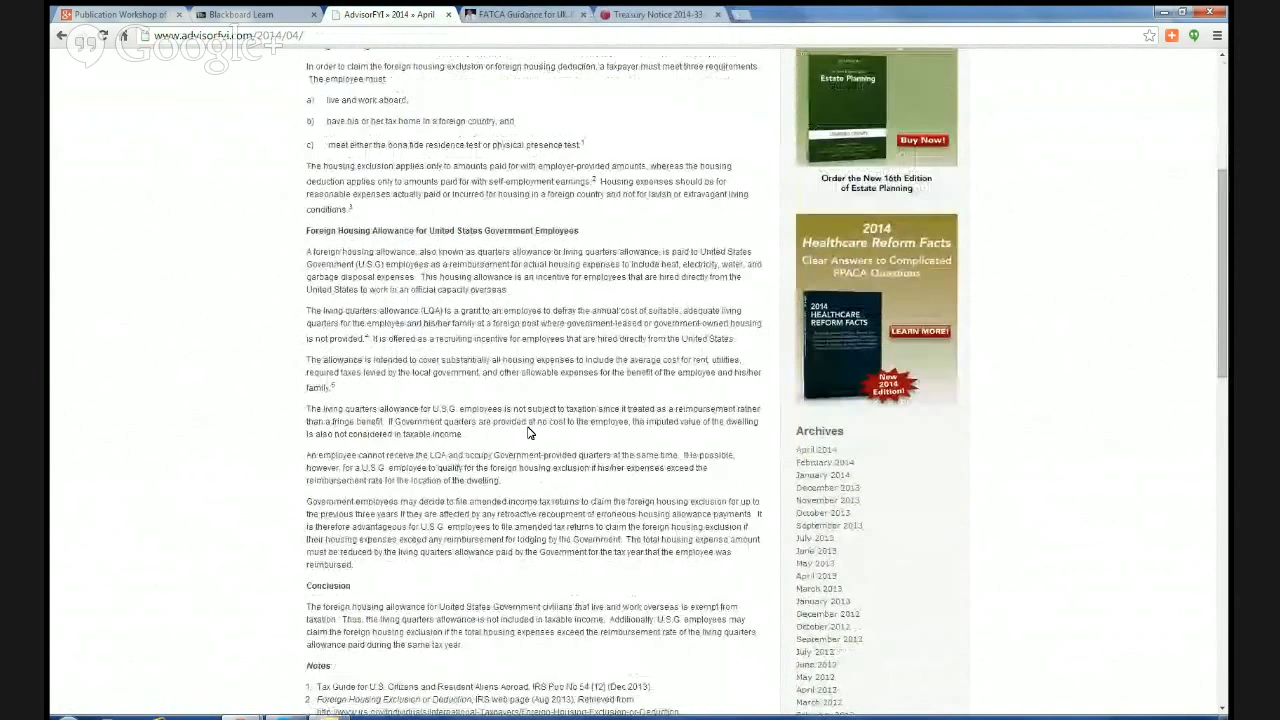 Publication Workshop of
Blackboard Learn
AdvisorFYI » 2014 » April
FATCA Guidance for UK
Treasury Notice 2014-33
www.advisorfyi.com/2014/04/
Google+
In order to claim the foreign housing exclusion or foreign housing deduction, a taxpayer must meet three requirements.
The employee must:
a) live and work aboard,
b) have his or her tax home in a foreign country, and
c) meet either the bona fide residence test or physical presence test.1
The housing exclusion applies only to amounts paid for with employer-provided amounts, whereas the housing
deduction applies only to amounts paid for with self-employment earnings.2 Housing expenses should be for
reasonable expenses actually paid or incurred for housing in a foreign country and not for lavish or extravagant living
conditions.3
Foreign Housing Allowance for United States Government Employees
A foreign housing allowance, also known as quarters allowance or living quarters allowance, is paid to United States
Government (U.S.G) employees as a reimbursement for actual housing expenses to include heat, electricity, water, and
garbage disposal expense. This housing allowance is an incentive for employees that are hired directly from the
United States to work in an official capacity overseas.
The living quarters allowance (LQA) is a grant to an employee to defray the annual cost of suitable, adequate living
quarters for the employee and his/her family at a foreign post where government-leased or government-owned housing
is not provided.4 It is provided as an incentive for employees recruited directly from the United States.
The allowance is intended to cover substantially all housing expenses to include the average cost for rent, utilities,
required taxes levied by the local government, and other allowable expenses for the benefit of the employee and his/her
family.5
The living quarters allowance for U.S.G. employees is not subject to taxation since it treated as a reimbursement rather
than a fringe benefit. If Government quarters are provided at no cost to the employee, the imputed value of the dwelling
is also not considered in taxable income.
An employee cannot receive the LQA and occupy Government-provided quarters at the same time. It is possible,
however, for a U.S.G. employee to qualify for the foreign housing exclusion if his/her expenses exceed the
reimbursement rate for the location of the dwelling.
Government employees may decide to file amended income tax returns to claim the foreign housing exclusion for up to
the previous three years if they are affected by any retroactive recoupment of erroneous housing allowance payments. It
is therefore advantageous for U.S.G. employees to file amended tax returns to claim the foreign housing exclusion if
their housing expenses exceed any reimbursement for lodging by the Government. The total housing expense amount
must be reduced by the living quarters allowance paid by the Government for the tax year that the employee was
reimbursed.
Conclusion
The foreign housing allowance for United States Government civilians that live and work overseas is exempt from
taxation. Thus, the living quarters allowance is not included in taxable income. Additionally, U.S.G. employees may
claim the foreign housing exclusion if the total housing expenses exceed the reimbursement rate of the living quarters
allowance paid during the same tax year.
Notes
1. Tax Guide for U.S. Citizens and Resident Aliens Abroad, IRS Pub No 54 [12] (Dec 2013).
2. Foreign Housing Exclusion or Deduction, IRS web page (Aug 2013). Retrieved from
http://www.irs.gov/Individuals/International-Taxpayers/Foreign-Housing-Exclusion-or-Deduction.
Estate Planning
Buy Now!
Order the New 16th Edition
of Estate Planning
2014
Healthcare Reform Facts
Clear Answers to Complicated
PPACA Questions
2014
HEALTHCARE
REFORM FACTS
LEARN MORE!
New
2014
Edition!
Archives
April 2014
February 2014
January 2014
December 2013
November 2013
October 2013
September 2013
July 2013
June 2013
May 2013
April 2013
March 2013
January 2013
December 2012
October 2012
September 2012
July 2012
June 2012
May 2012
April 2012
March 2012